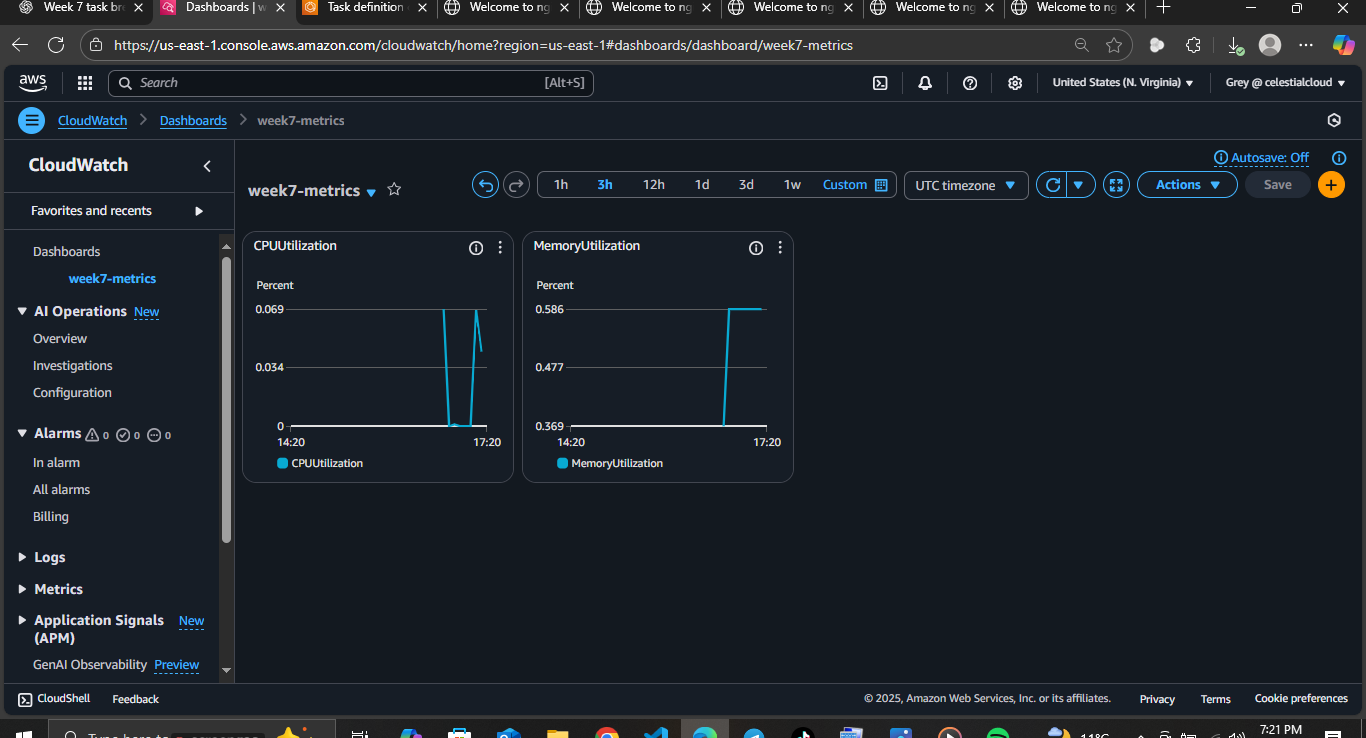 Week 7 task bre
Dashboards | w
Task definition
Welcome to ng
Welcome to ng
Welcome to ng
Welcome to ng
Welcome to ng
https://us-east-1.console.aws.amazon.com/cloudwatch/home?region=us-east-1#dashboards/dashboard/week7-metrics
aws
Search [Alt+S]
United States (N. Virginia)
Grey @ celestialcloud
CloudWatch
Dashboards
week7-metrics
CloudWatch
Favorites and recents
Dashboards
week7-metrics
AI Operations New
Overview
Investigations
Configuration
Alarms 0 0 0
In alarm
All alarms
Billing
Logs
Metrics
Application Signals New
(APM)
GenAI Observability Preview
Autosave: Off
week7-metrics
1h 3h 12h 1d 3d 1w Custom
UTC timezone
Actions
Save
CPUUtilization
Percent
0.069
0.034
0
14:20 17:20
CPUUtilization
MemoryUtilization
Percent
0.586
0.477
0.369
14:20 17:20
MemoryUtilization
CloudShell Feedback
© 2025, Amazon Web Services, Inc. or its affiliates. Privacy Terms Cookie preferences
Type here to
11°C
7:21 PM